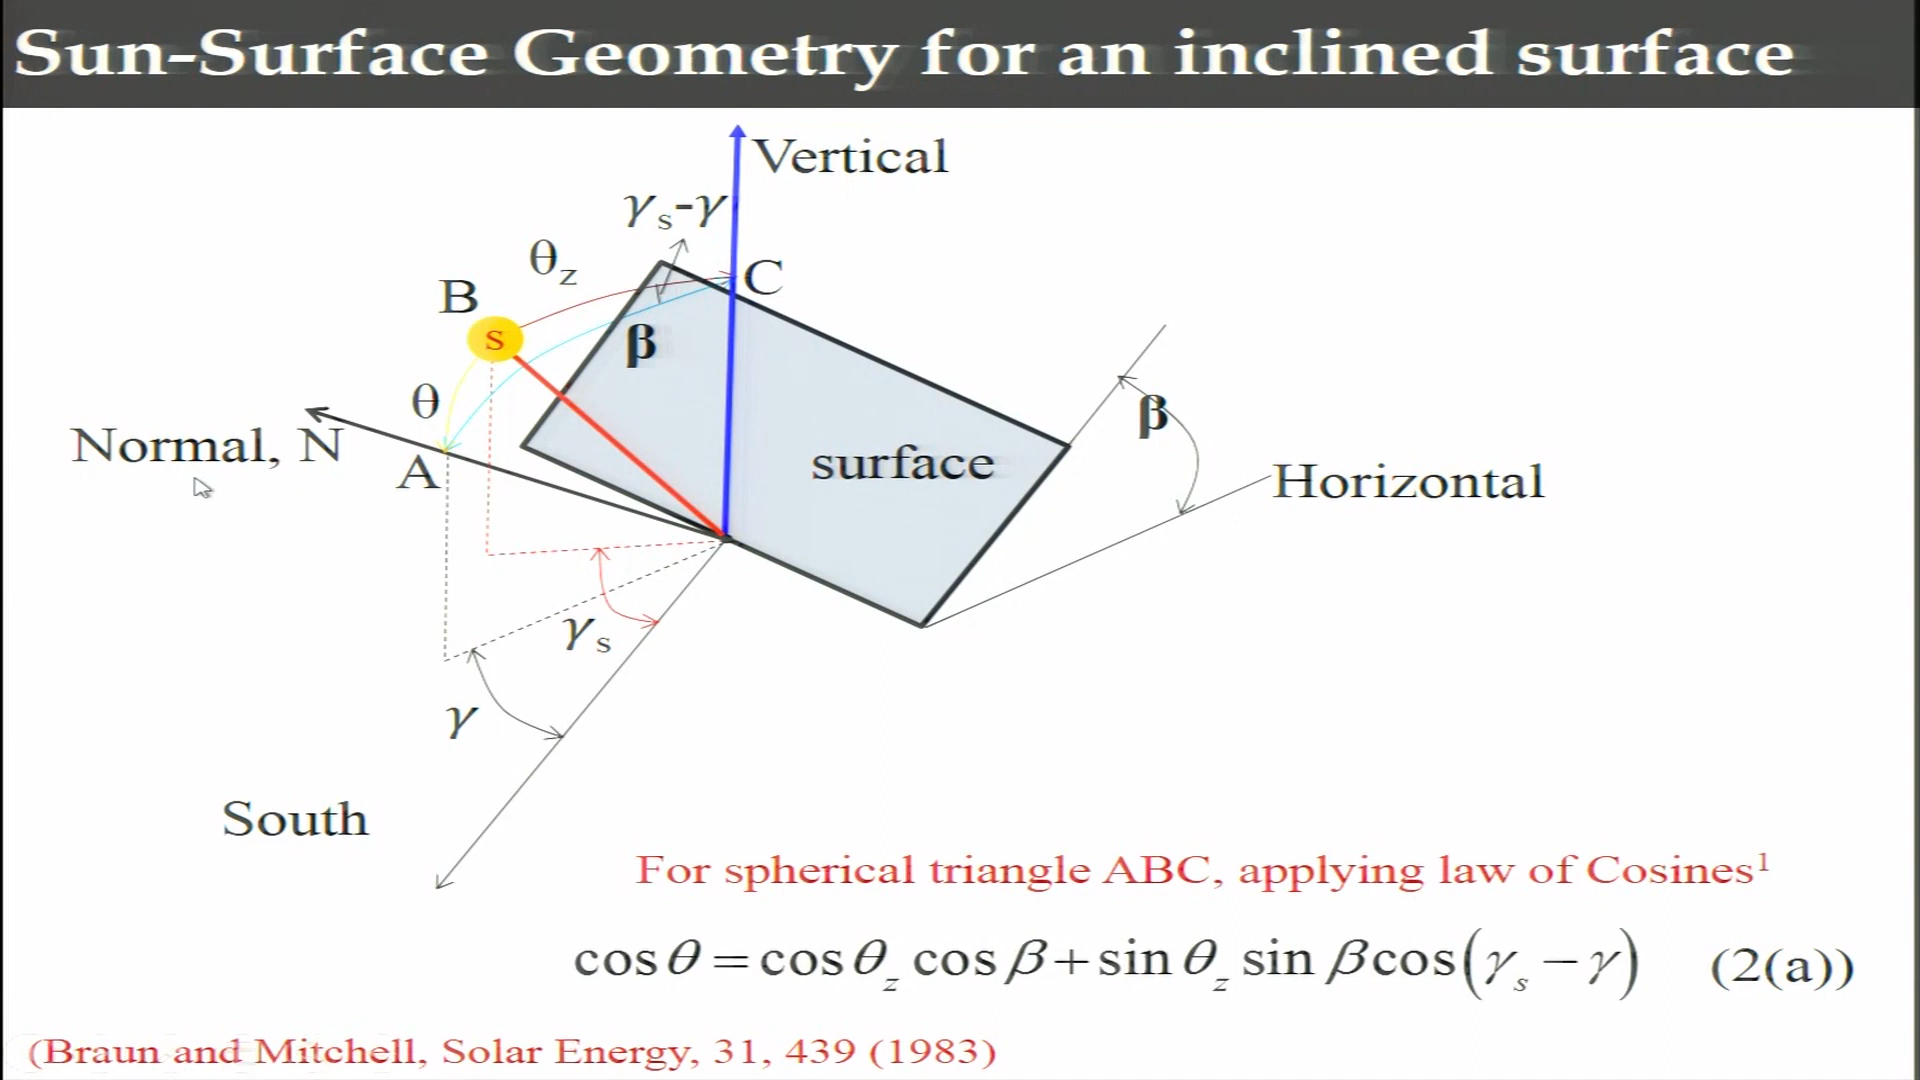 Sun-Surface Geometry for an inclined surface
Vertical
γs-γ
θz
C
B
s
β
θ
β
Normal, N
A
surface
Horizontal
γs
γ
South
For spherical triangle ABC, applying law of Cosines¹
cos θ = cos θz cos β + sin θz sin β cos(γs − γ) (2(a))
(Braun and Mitchell, Solar Energy, 31, 439 (1983)